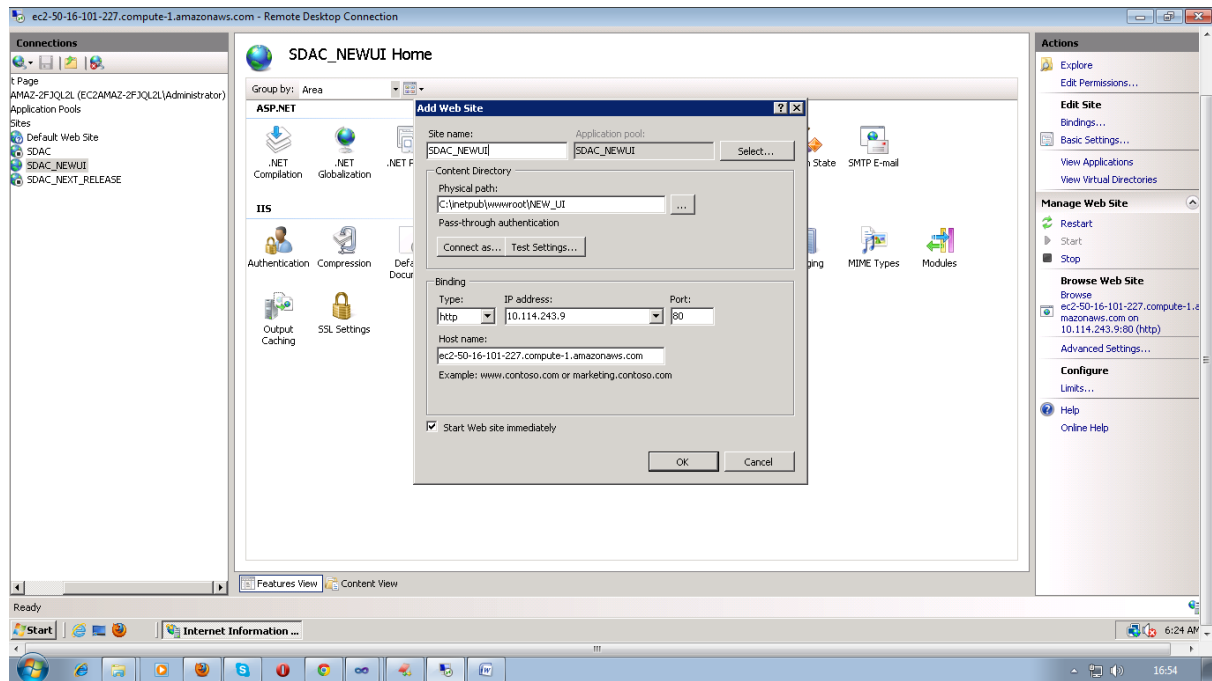 ec2-50-16-101-227.compute-1.amazonaws.com - Remote Desktop Connection
Connections
t Page
AMAZ-2FJQL2L (EC2AMAZ-2FJQL2L\Administrator)
Application Pools
Sites
Default Web Site
SDAC
SDAC_NEWUI
SDAC_NEXT_RELEASE
SDAC_NEWUI Home
Group by: Area
ASP.NET
.NET Compilation
.NET Globalization
.NET
n State
SMTP E-mail
IIS
Authentication
Compression
Defa
Docur
ging
MIME Types
Modules
Output Caching
SSL Settings
Features View
Content View
Add Web Site
Site name:
Application pool:
SDAC_NEWUI
SDAC_NEWUI
Select...
Content Directory
Physical path:
C:\inetpub\wwwroot\NEW_UI
...
Pass-through authentication
Connect as...
Test Settings...
Binding
Type:
IP address:
Port:
http
10.114.243.9
80
Host name:
ec2-50-16-101-227.compute-1.amazonaws.com
Example: www.contoso.com or marketing.contoso.com
Start Web site immediately
OK
Cancel
Actions
Explore
Edit Permissions...
Edit Site
Bindings...
Basic Settings...
View Applications
View Virtual Directories
Manage Web Site
Restart
Start
Stop
Browse Web Site
Browse
ec2-50-16-101-227.compute-1.a
mazonaws.com on
10.114.243.9:80 (http)
Advanced Settings...
Configure
Limits...
Help
Online Help
Ready
Start
Internet Information ...
6:24 AM
16:54